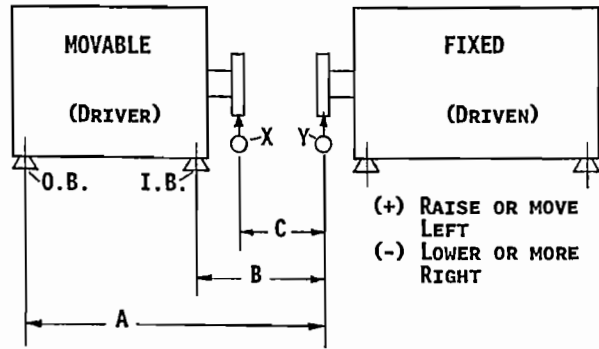 MOVABLE
FIXED
(DRIVER)
(DRIVEN)
X
Y
O.B.
I.B.
C
(+) RAISE OR MOVE
LEFT
(-) LOWER OR MORE
RIGHT
B
A